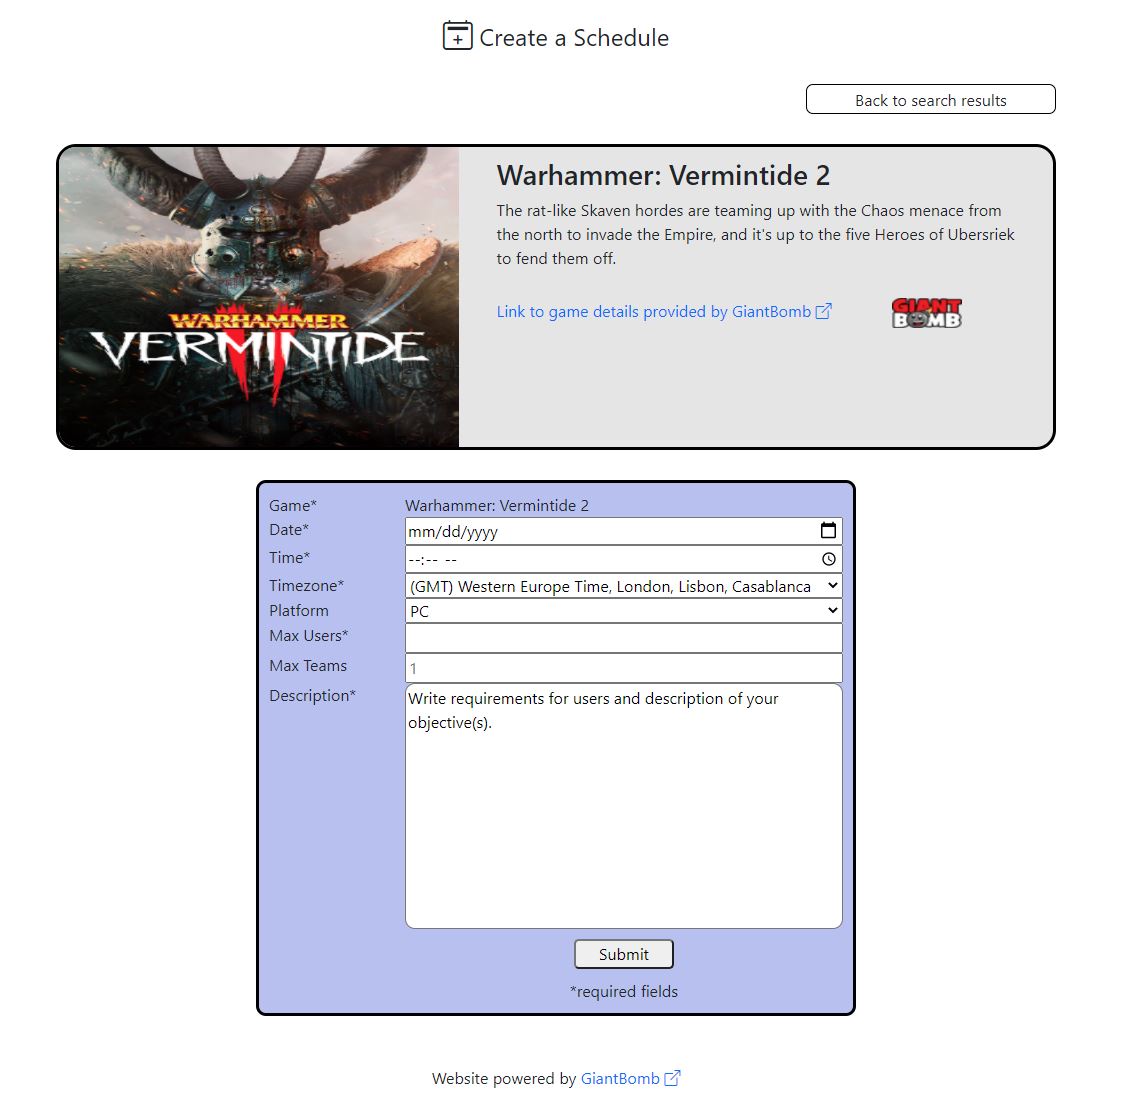 Create a Schedule
Back to search results
WARHAMMER
VERMINTIDE
II
Warhammer: Vermintide 2
The rat-like Skaven hordes are teaming up with the Chaos menace from
the north to invade the Empire, and it's up to the five Heroes of Ubersriek
to fend them off.
Link to game details provided by GiantBomb
GIANT
BOMB
Game* Warhammer: Vermintide 2
Date* mm/dd/yyyy
Time* --:-- --
Timezone* (GMT) Western Europe Time, London, Lisbon, Casablanca
Platform PC
Max Users*
Max Teams 1
Description* Write requirements for users and description of your
objective(s).
Submit
*required fields
Website powered by GiantBomb